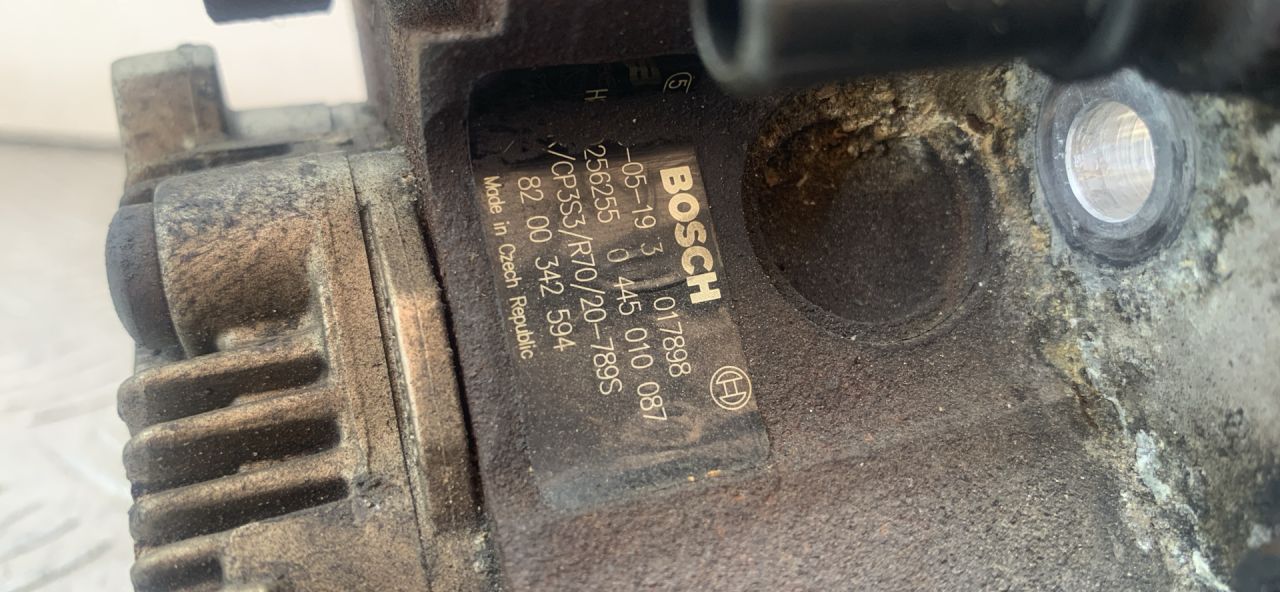 BOSCH
-05-19 3 017898
256255 0 445 010 087
/CP3S3/R70/20-789S
82 00 342 594
Made in Czech Republic
5
H